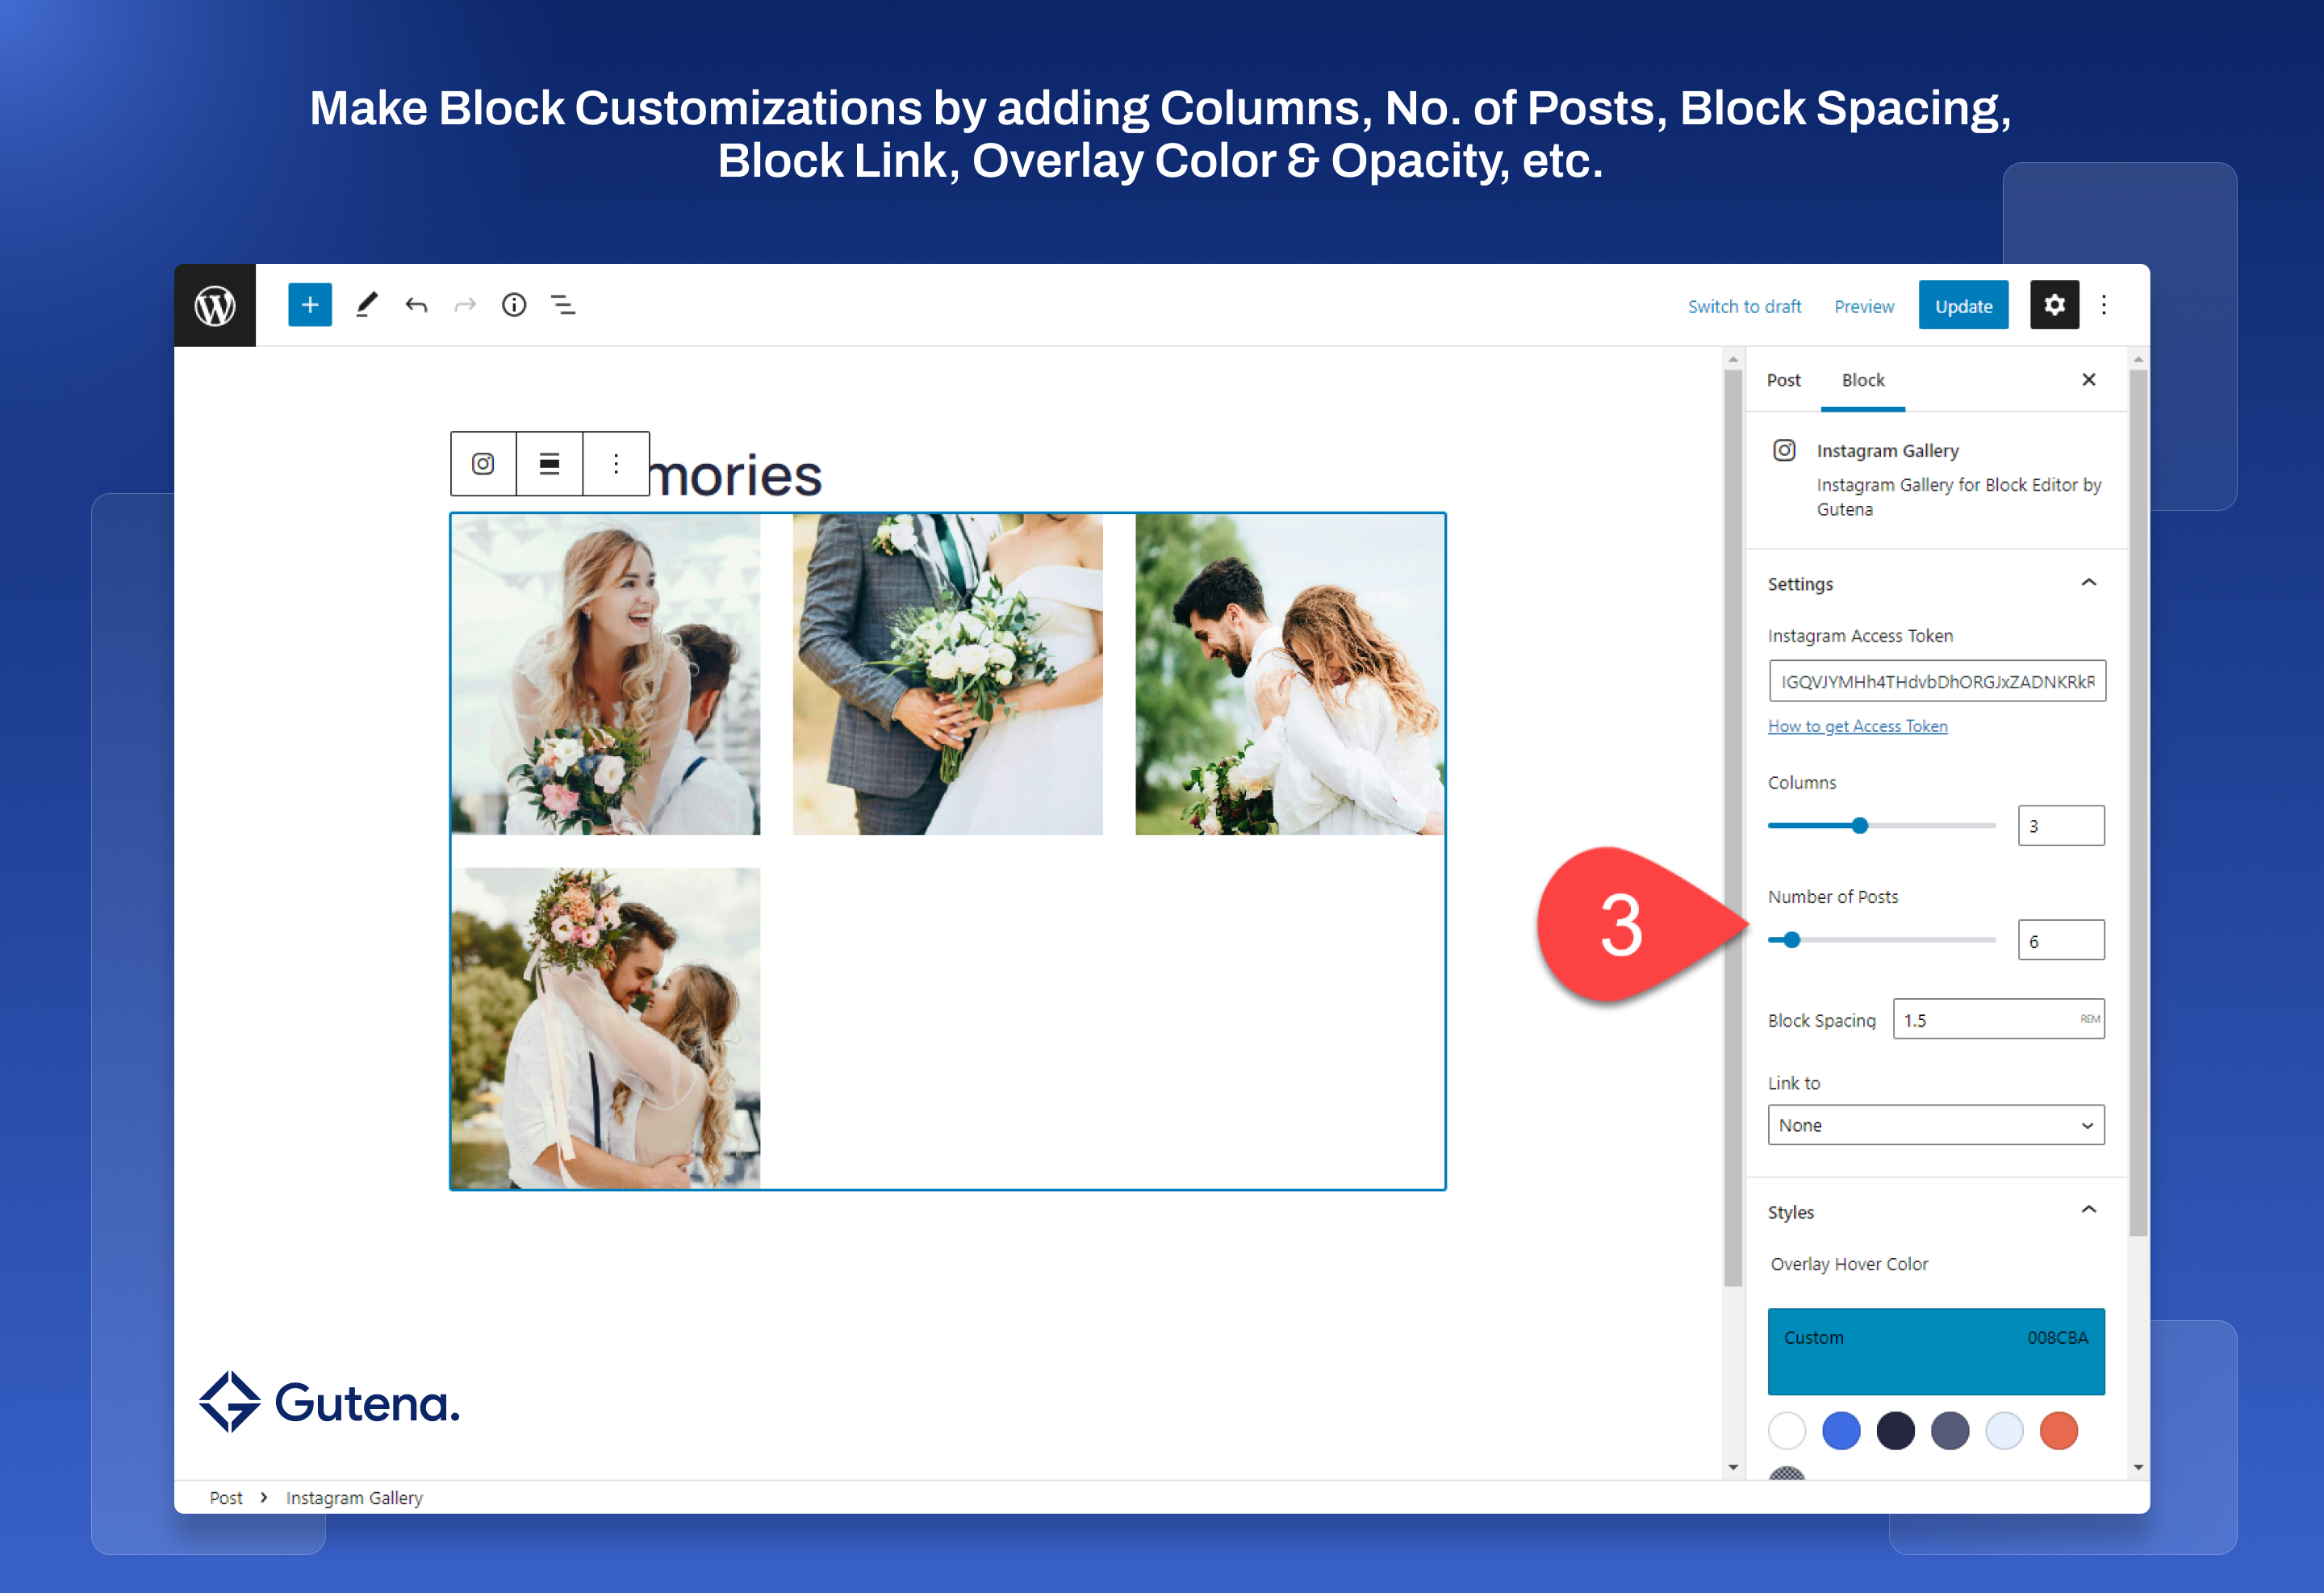 Make Block Customizations by adding Columns, No. of Posts, Block Spacing,
Block Link, Overlay Color & Opacity, etc.
Switch to draft
Preview
Update
Post
Block
mories
Instagram Gallery
Instagram Gallery for Block Editor by
Gutena
Settings
Instagram Access Token
IGQVJYMHh4THdvbDhORGJxZADNKRkR
How to get Access Token
Columns
3
3
Number of Posts
6
Block Spacing
1.5
REM
Link to
None
Styles
Overlay Hover Color
Custom
008CBA
Gutena.
Post
Instagram Gallery